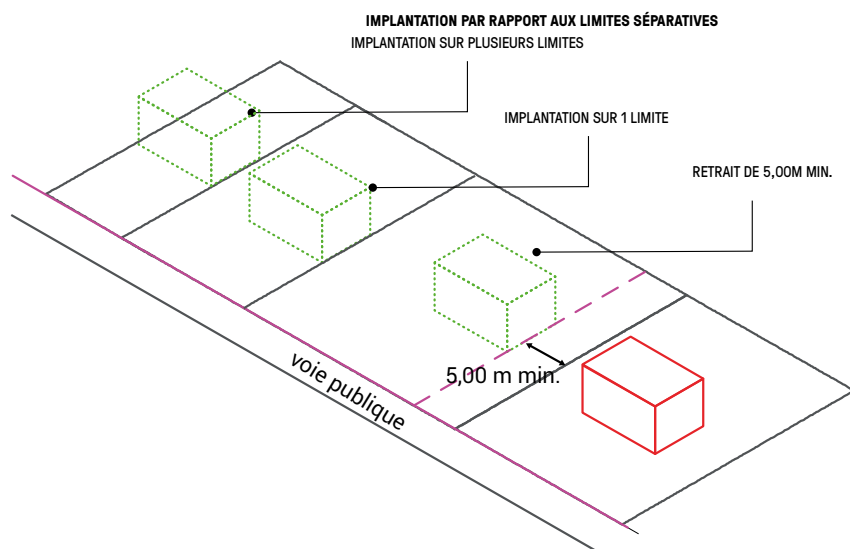 IMPLANTATION PAR RAPPORT AUX LIMITES SÉPARATIVES
IMPLANTATION SUR PLUSIEURS LIMITES
IMPLANTATION SUR 1 LIMITE
RETRAIT DE 5,00M MIN.
5,00 m min.
voie publique